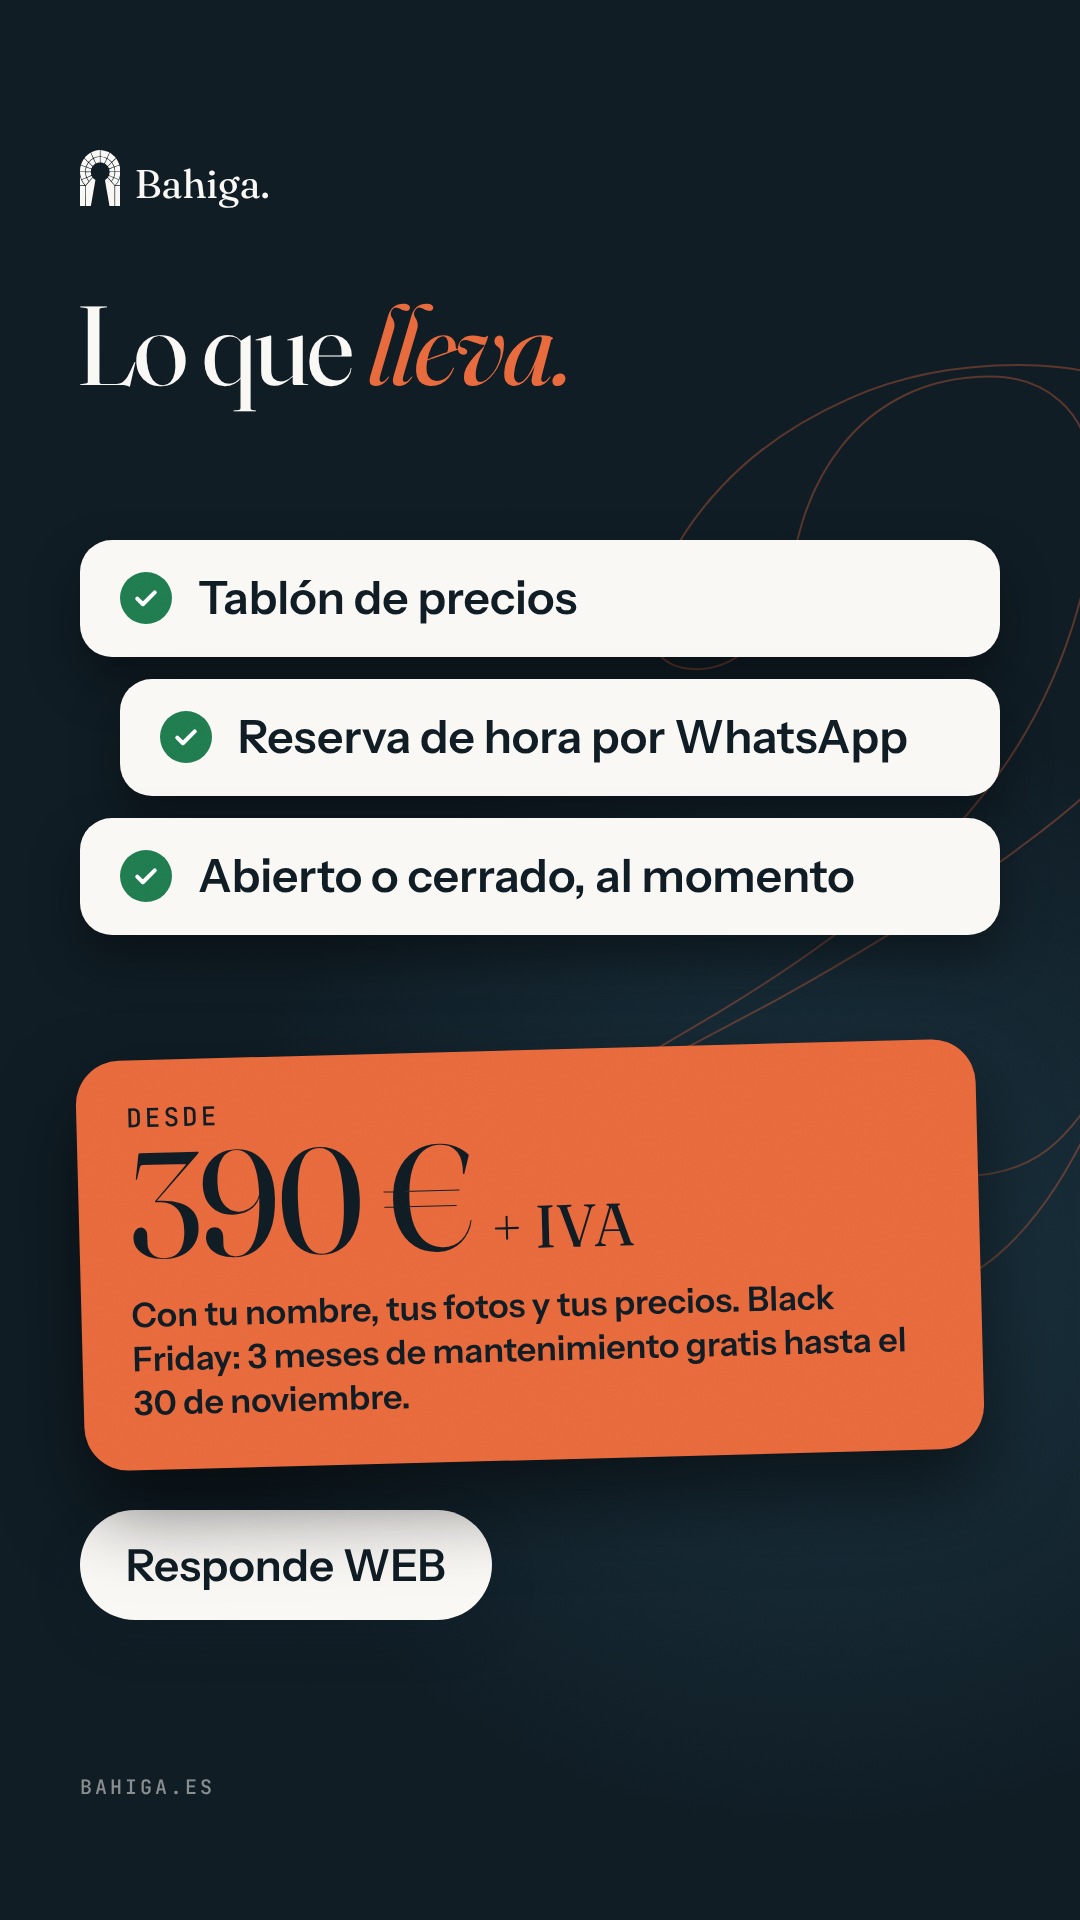 Bahiga.
Lo que lleva.
Tablón de precios
Reserva de hora por WhatsApp
Abierto o cerrado, al momento
DESDE
390 € + IVA
Con tu nombre, tus fotos y tus precios. Black
Friday: 3 meses de mantenimiento gratis hasta el
30 de noviembre.
Responde WEB
BAHIGA.ES